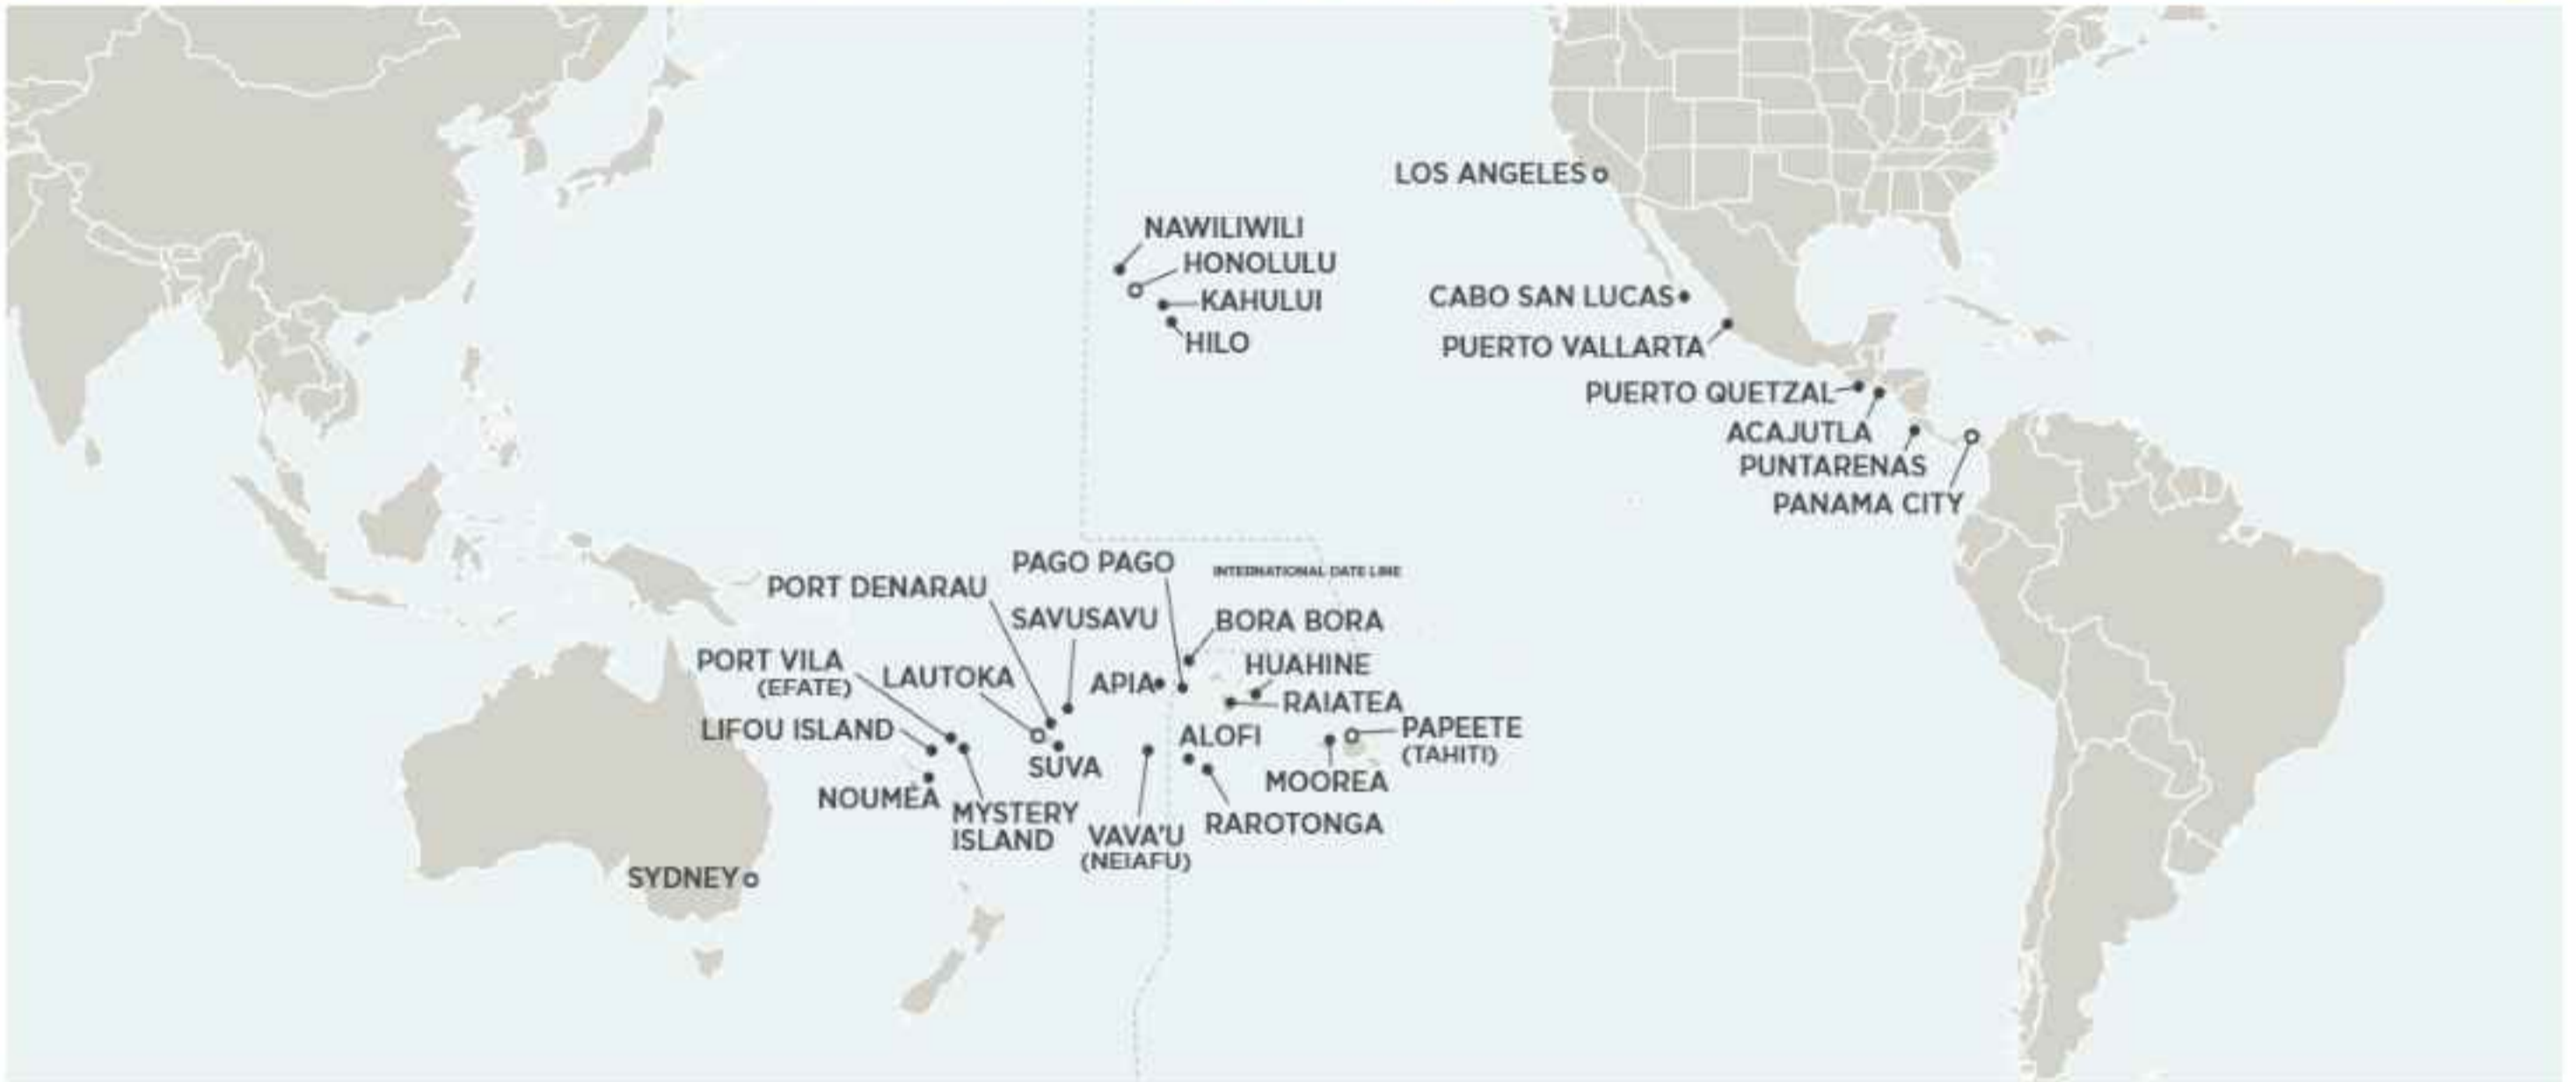 LOS ANGELES
NAWILIWILI
HONOLULU
KAHULUI
HILO
CABO SAN LUCAS
PUERTO VALLARTA
PUERTO QUETZAL
ACAJUTLA
PUNTARENAS
PANAMA CITY
PAGO PAGO
INTERNATIONAL DATE LINE
PORT DENARAU
SAVUSAVU
BORA BORA
PORT VILA
(EFATE)
LAUTOKA
APIA
HUAHINE
RAIATEA
LIFOU ISLAND
ALOFI
PAPEETE
(TAHITI)
SUVA
MOOREA
NOUMEA
MYSTERY
ISLAND
VAVA'U
(NEIAFU)
RAROTONGA
SYDNEY